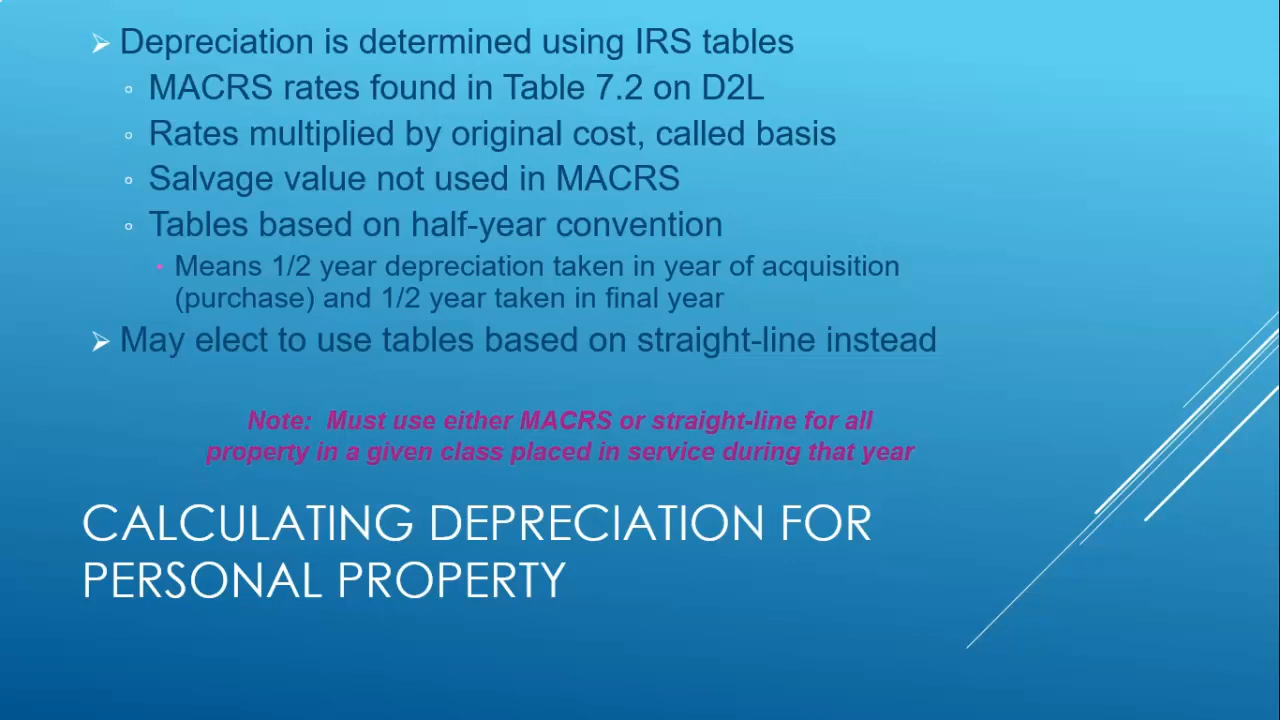 Depreciation is determined using IRS tables
MACRS rates found in Table 7.2 on D2L
Rates multiplied by original cost, called basis
Salvage value not used in MACRS
Tables based on half-year convention
Means 1/2 year depreciation taken in year of acquisition
(purchase) and 1/2 year taken in final year
May elect to use tables based on straight-line instead
Note: Must use either MACRS or straight-line for all
property in a given class placed in service during that year
CALCULATING DEPRECIATION FOR
PERSONAL PROPERTY